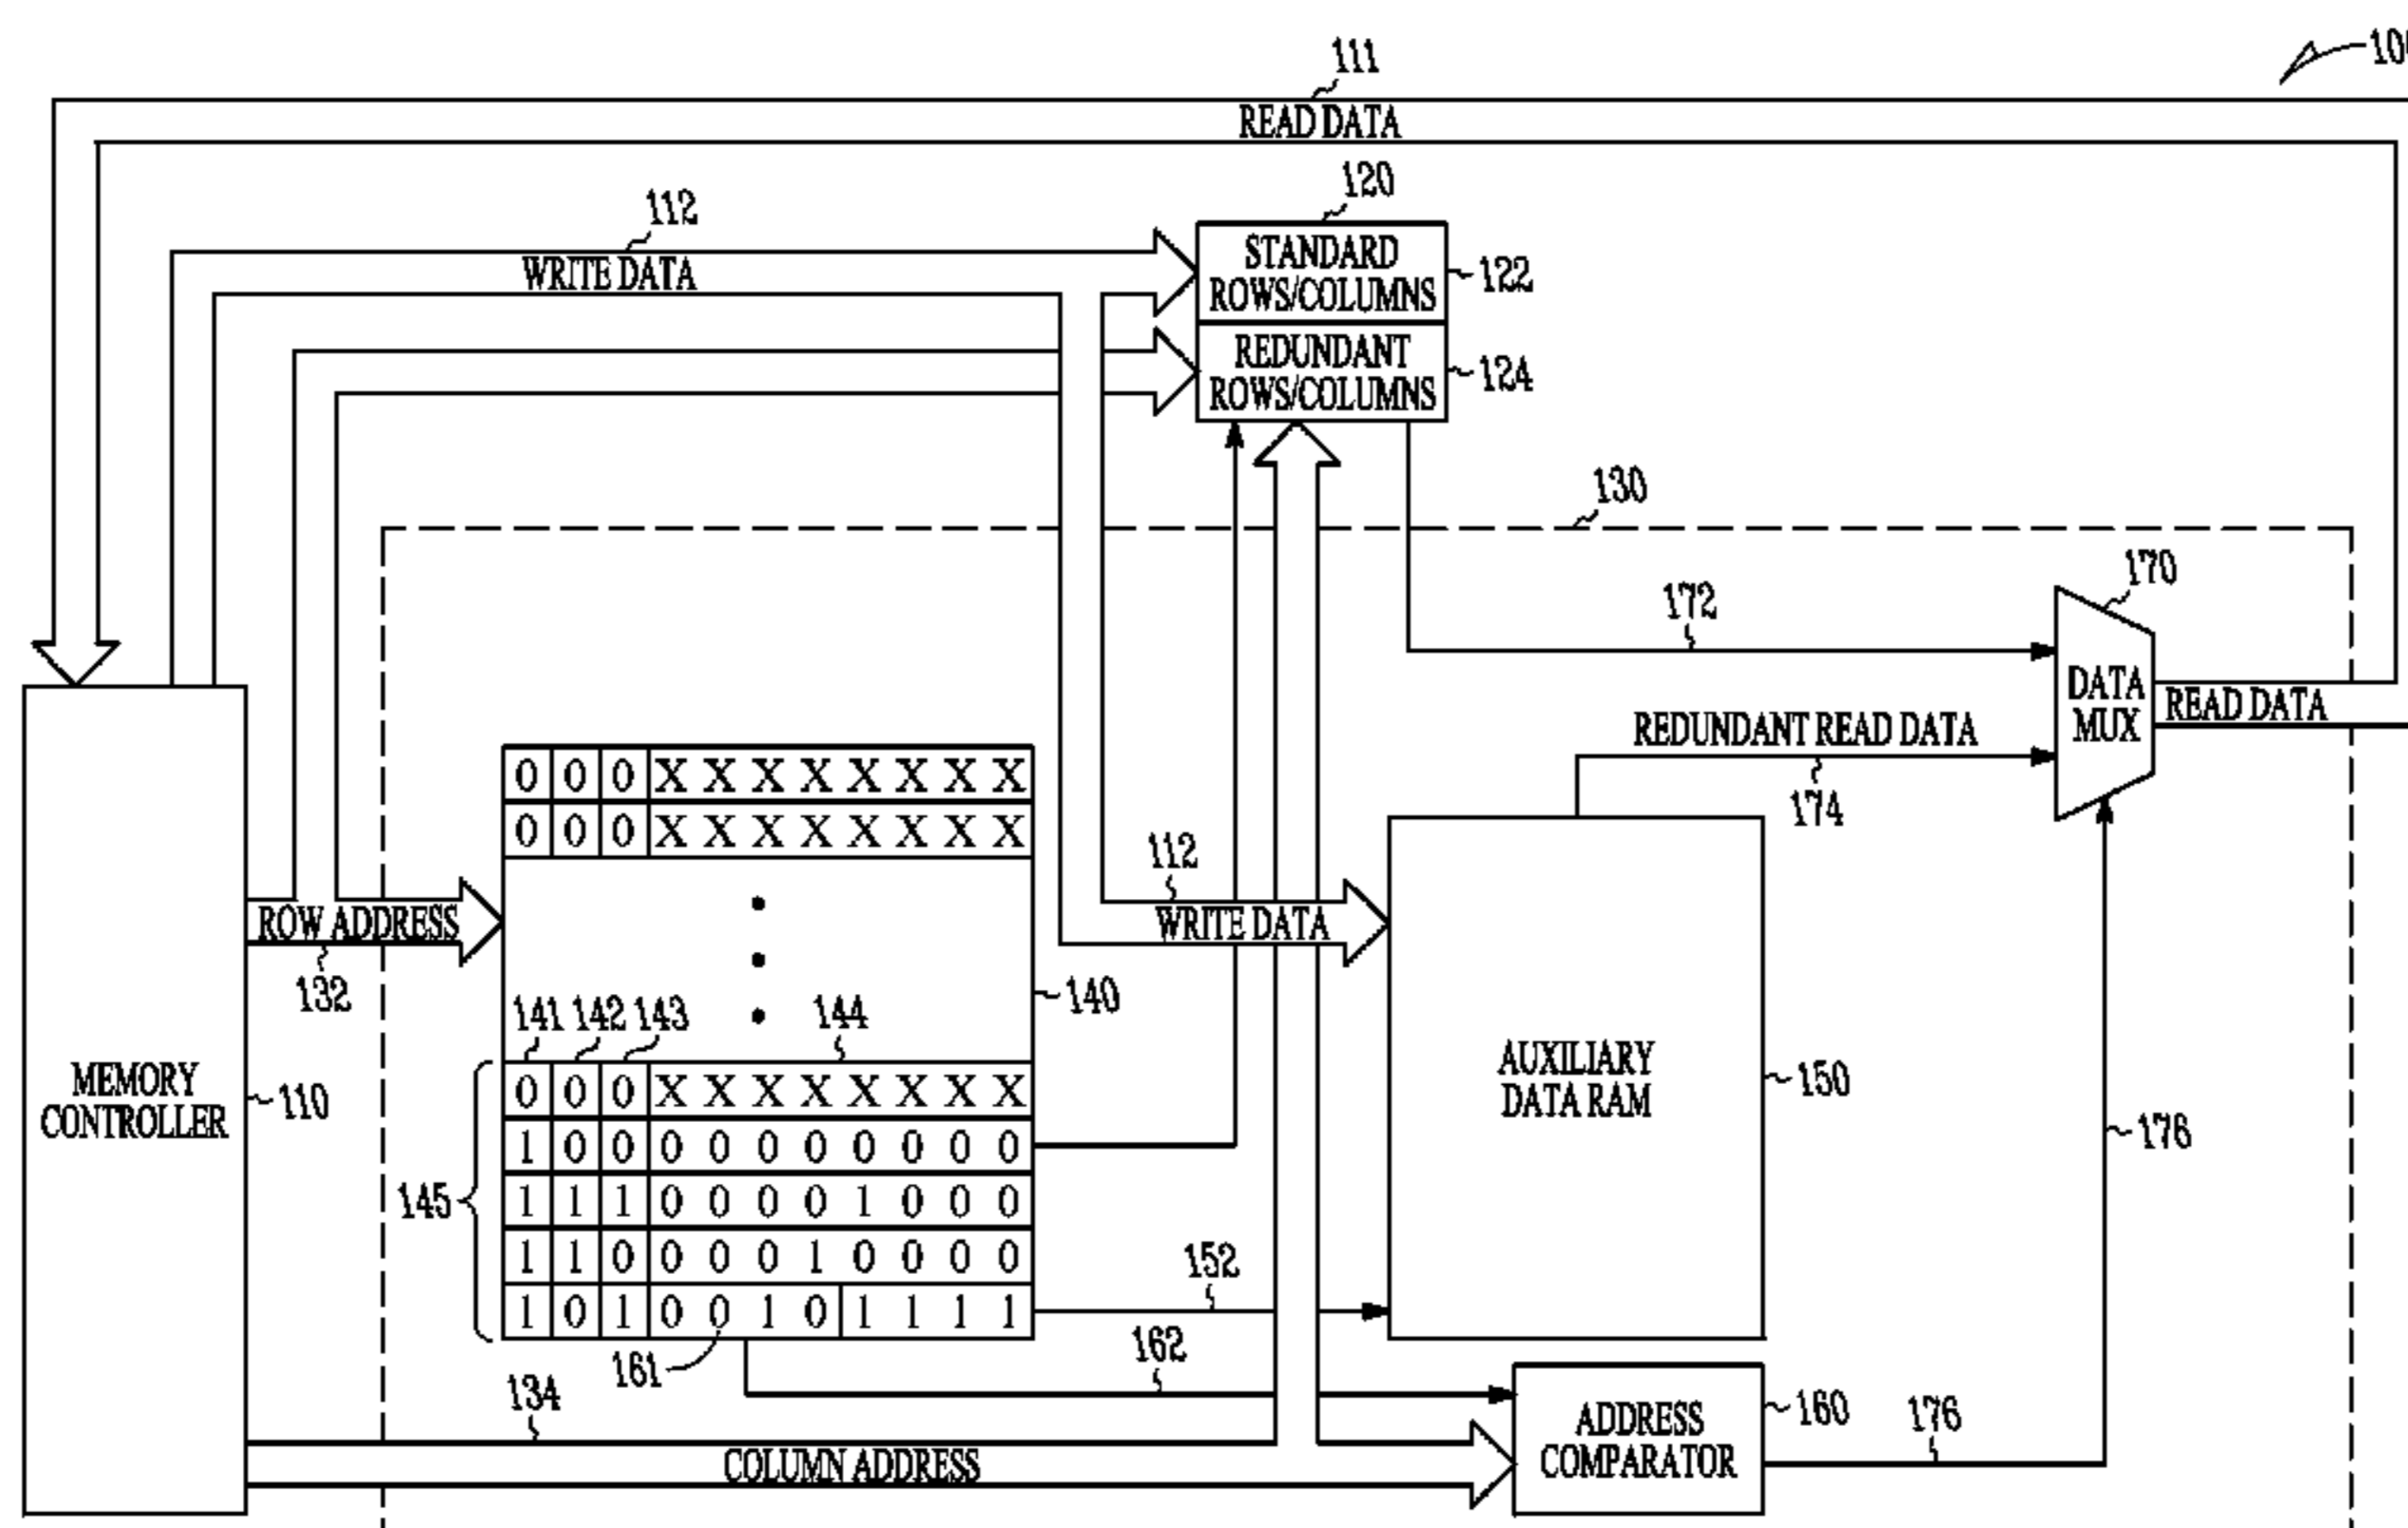 111
READ DATA
120
112
WRITE DATA
STANDARD
ROWS/COLUMNS
122
REDUNDANT
ROWS/COLUMNS
124
130
170
172
DATA
MUX
READ DATA
REDUNDANT READ DATA
174
0 0 0 X X X X X X X X
0 0 0 X X X X X X X X
112
WRITE DATA
ROW ADDRESS
132
140
141 142 143 144
MEMORY
CONTROLLER
110
AUXILIARY
DATA RAM
150
176
145
0 0 0 X X X X X X X X
1 0 0 0 0 0 0 0 0 0 0
1 1 1 0 0 0 0 1 0 0 0
1 1 0 0 0 0 1 0 0 0 0
1 0 1 0 0 1 0 1 1 1 1
152
161
162
134
COLUMN ADDRESS
ADDRESS
COMPARATOR
160
176